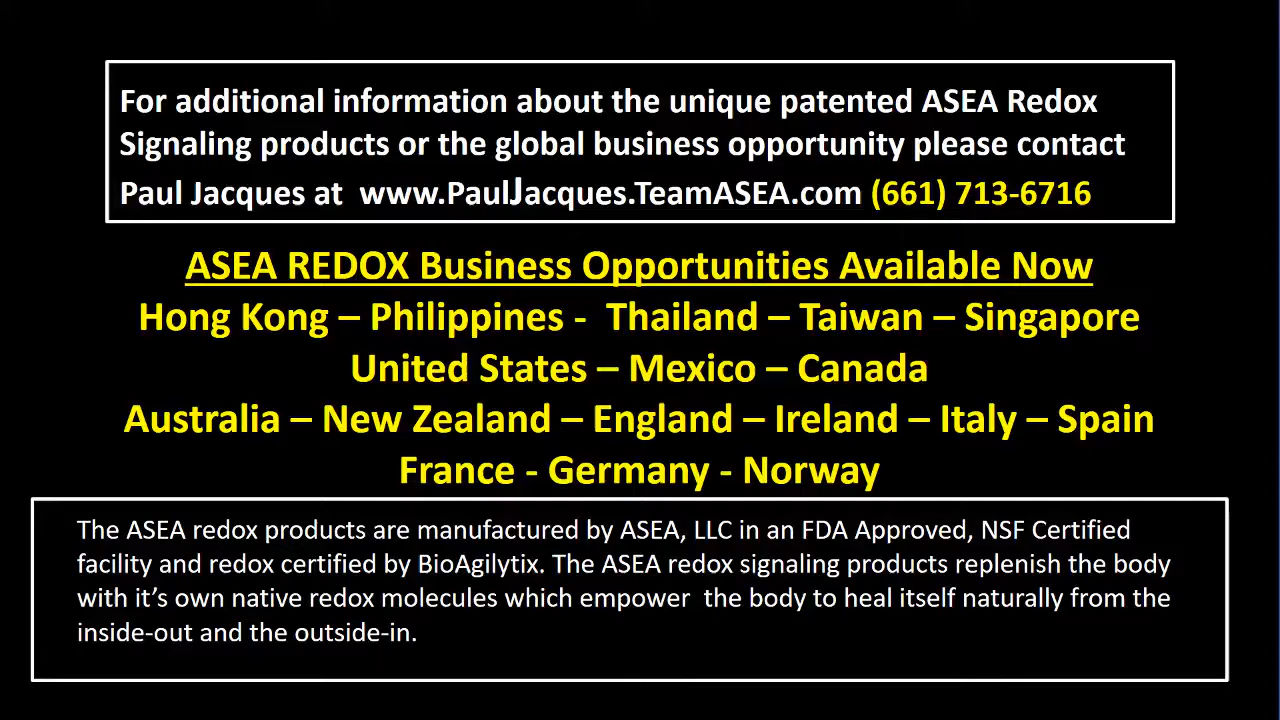 For additional information about the unique patented ASEA Redox
Signaling products or the global business opportunity please contact
Paul Jacques at  www.PaulJacques.TeamASEA.com (661) 713-6716
ASEA REDOX Business Opportunities Available Now
Hong Kong – Philippines -  Thailand – Taiwan – Singapore
United States – Mexico – Canada
Australia – New Zealand – England – Ireland – Italy – Spain
France - Germany - Norway
The ASEA redox products are manufactured by ASEA, LLC in an FDA Approved, NSF Certified
facility and redox certified by BioAgilytix. The ASEA redox signaling products replenish the body
with it’s own native redox molecules which empower  the body to heal itself naturally from the
inside-out and the outside-in.